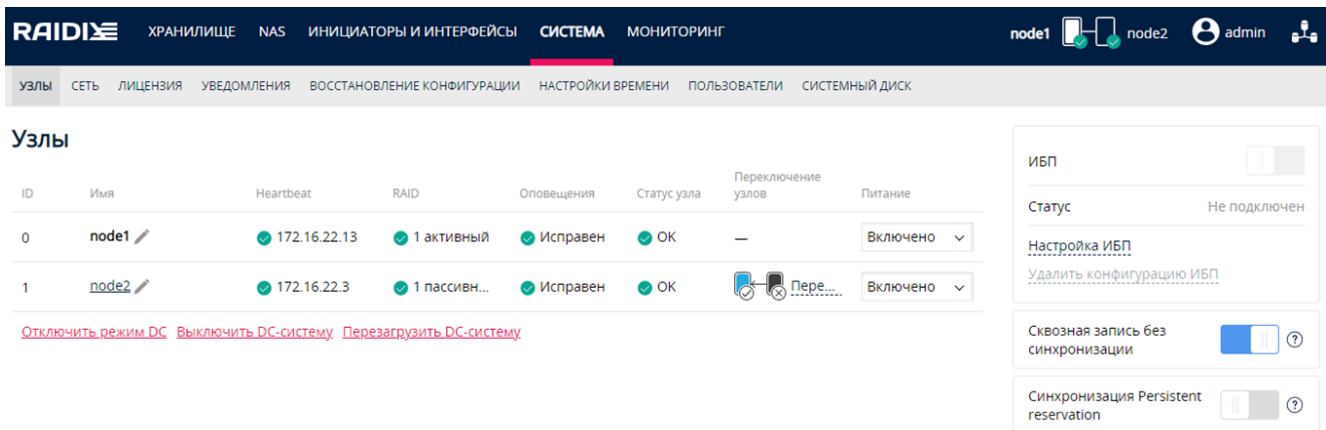 RAIDIX ХРАНИЛИЩЕ NAS ИНИЦИАТОРЫ И ИНТЕРФЕЙСЫ СИСТЕМА МОНИТОРИНГ node1 node2 admin
УЗЛЫ СЕТЬ ЛИЦЕНЗИЯ УВЕДОМЛЕНИЯ ВОССТАНОВЛЕНИЕ КОНФИГУРАЦИИ НАСТРОЙКИ ВРЕМЕНИ ПОЛЬЗОВАТЕЛИ СИСТЕМНЫЙ ДИСК
Узлы
ID Имя Heartbeat RAID Оповещения Статус узла Переключение узлов Питание
0 node1 172.16.22.13 1 активный Исправен OK — Включено
1 node2 172.16.22.3 1 пассивн... Исправен OK Пере... Включено
Отключить режим DC Выключить DC-систему Перезагрузить DC-систему
ИБП
Статус Не подключен
Настройка ИБП
Удалить конфигурацию ИБП
Сквозная запись без
синхронизации ?
Синхронизация Persistent
reservation ?